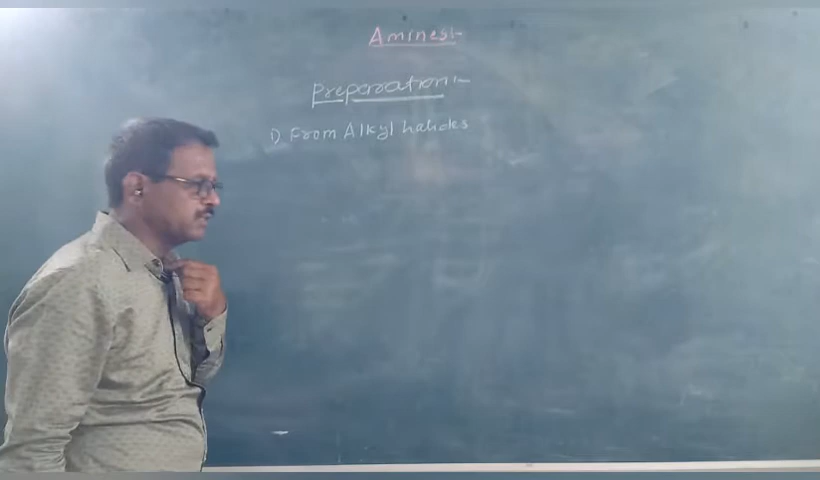 Amines:-
Preparation:-
1) From Alkyl halides